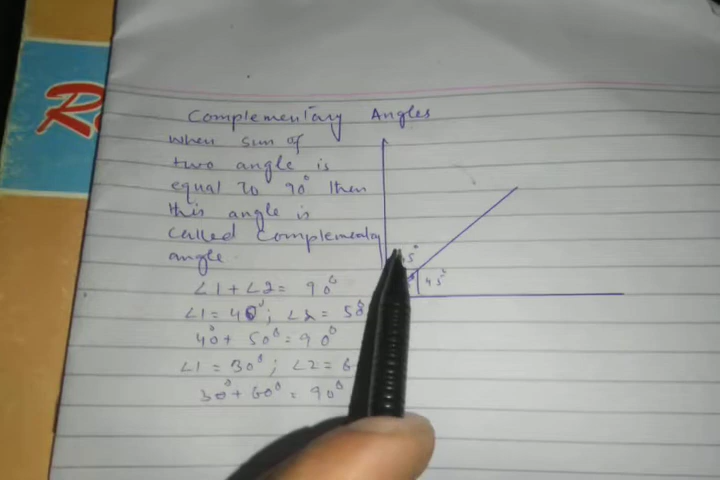 Complementary Angles
When sum of
two angle is
equal to 90° then
this angle is
called complementary
angle
∠1 + ∠2 = 90°
∠1 = 40°; ∠2 = 50°
40° + 50° = 90°
∠1 = 30°; ∠2 = 6
30° + 60° = 90°
45°